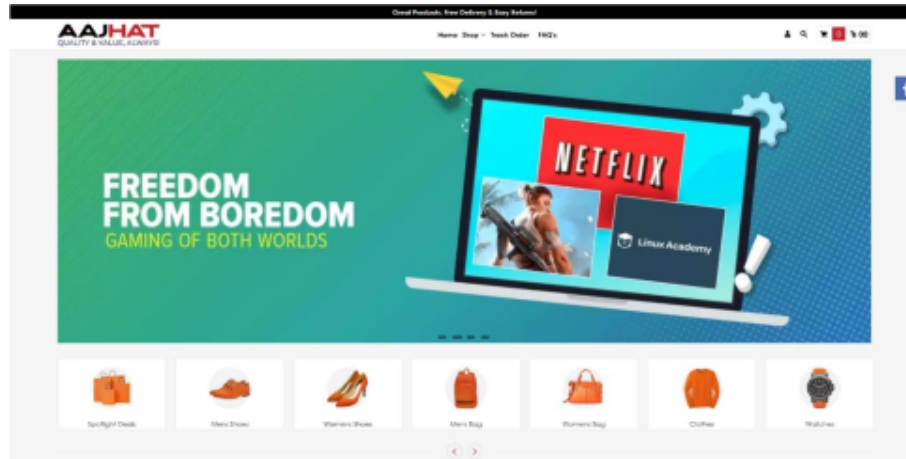 Great Products, Free Delivery & Easy Returns!
AAJHAT
QUALITY & VALUE, ALWAYS!
Home Shop Track Order FAQ's
FREEDOM
FROM BOREDOM
GAMING OF BOTH WORLDS
NETFLIX
Linux Academy
Spotlight Deals
Mens Shoes
Womens Shoes
Mens Bag
Womens Bag
Clothes
Watches